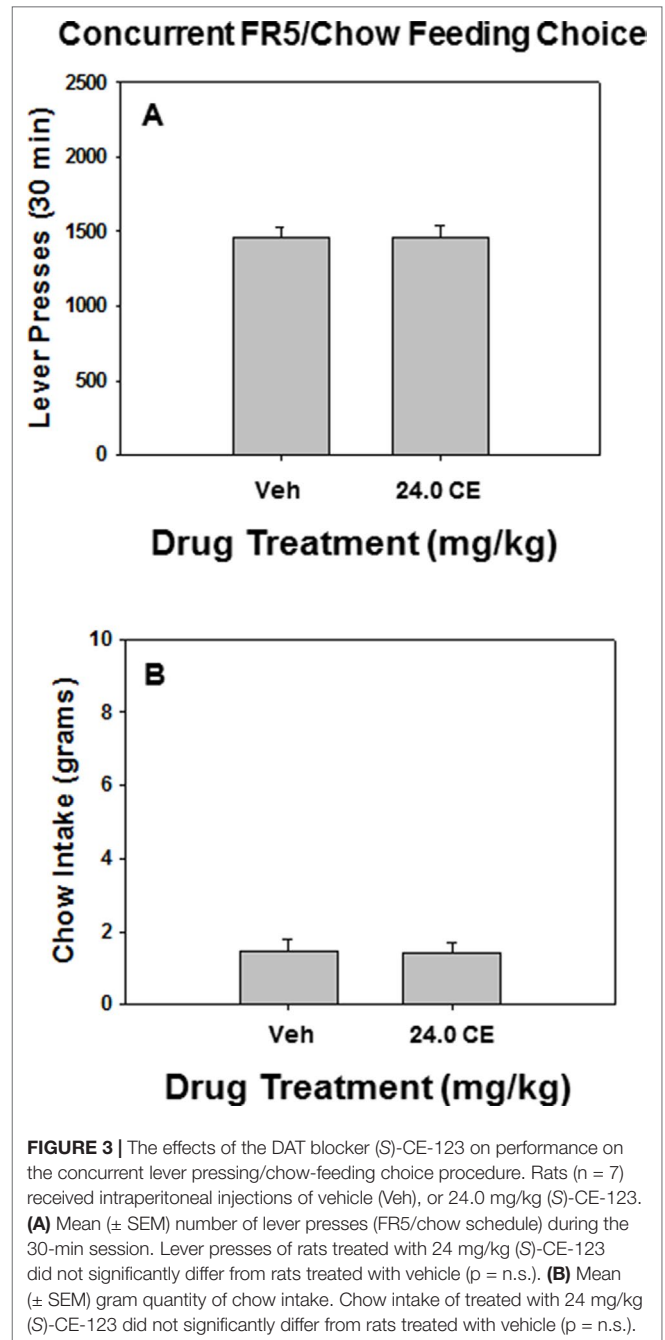 Concurrent FR5/Chow Feeding Choice
A
Lever Presses (30 min)
2500
2000
1500
1000
500
0
Veh 24.0 CE
Drug Treatment (mg/kg)
B
Chow Intake (grams)
10
8
6
4
2
0
Veh 24.0 CE
Drug Treatment (mg/kg)
FIGURE 3 | The effects of the DAT blocker (S)-CE-123 on performance on
the concurrent lever pressing/chow-feeding choice procedure. Rats (n = 7)
received intraperitoneal injections of vehicle (Veh), or 24.0 mg/kg (S)-CE-123.
(A) Mean (± SEM) number of lever presses (FR5/chow schedule) during the
30-min session. Lever presses of rats treated with 24 mg/kg (S)-CE-123
did not significantly differ from rats treated with vehicle (p = n.s.). (B) Mean
(± SEM) gram quantity of chow intake. Chow intake of treated with 24 mg/kg
(S)-CE-123 did not significantly differ from rats treated with vehicle (p = n.s.).